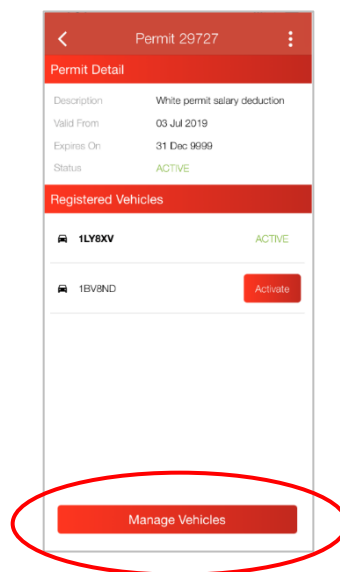 Permit 29727
Permit Detail
Description White permit salary deduction
Valid From 03 Jul 2019
Expires On 31 Dec 9999
Status ACTIVE
Registered Vehicles
1LY8XV ACTIVE
1BV8ND Activate
Manage Vehicles